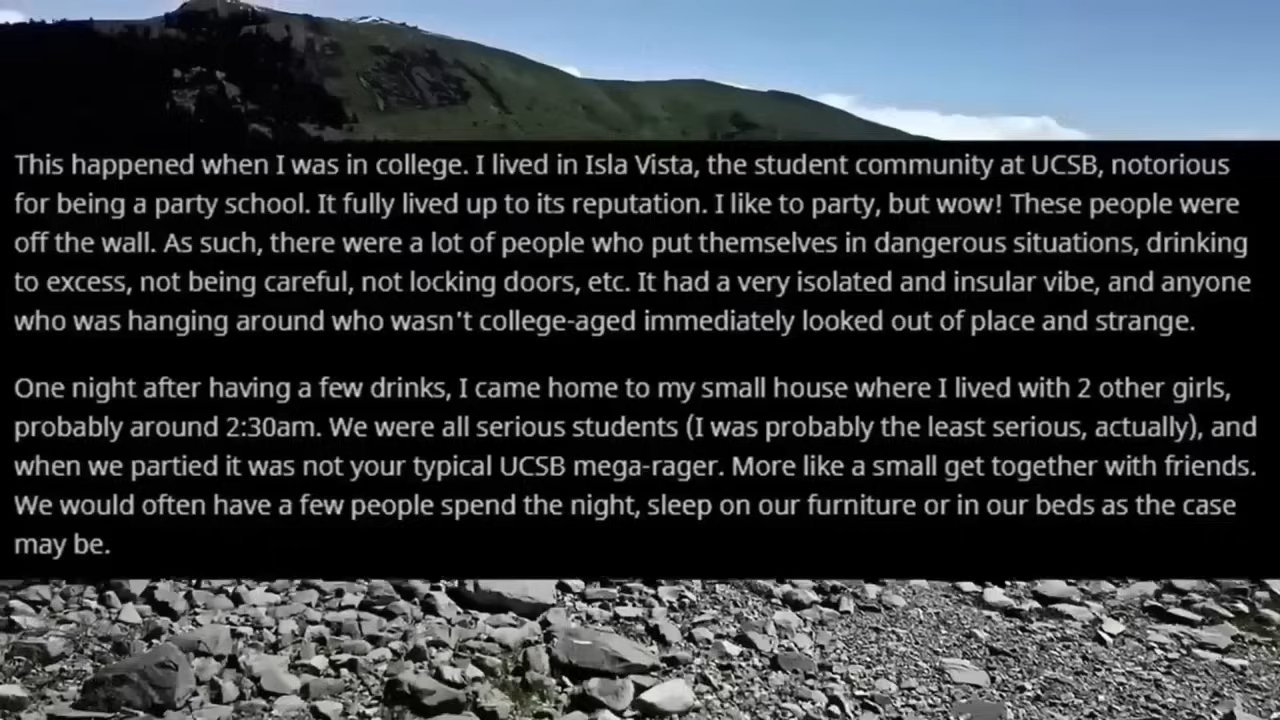 This happened when I was in college. I lived in Isla Vista, the student community at UCSB, notorious
for being a party school. It fully lived up to its reputation. I like to party, but wow! These people were
off the wall. As such, there were a lot of people who put themselves in dangerous situations, drinking
to excess, not being careful, not locking doors, etc. It had a very isolated and insular vibe, and anyone
who was hanging around who wasn't college-aged immediately looked out of place and strange.
One night after having a few drinks, I came home to my small house where I lived with 2 other girls,
probably around 2:30am. We were all serious students (I was probably the least serious, actually), and
when we partied it was not your typical UCSB mega-rager. More like a small get together with friends.
We would often have a few people spend the night, sleep on our furniture or in our beds as the case
may be.